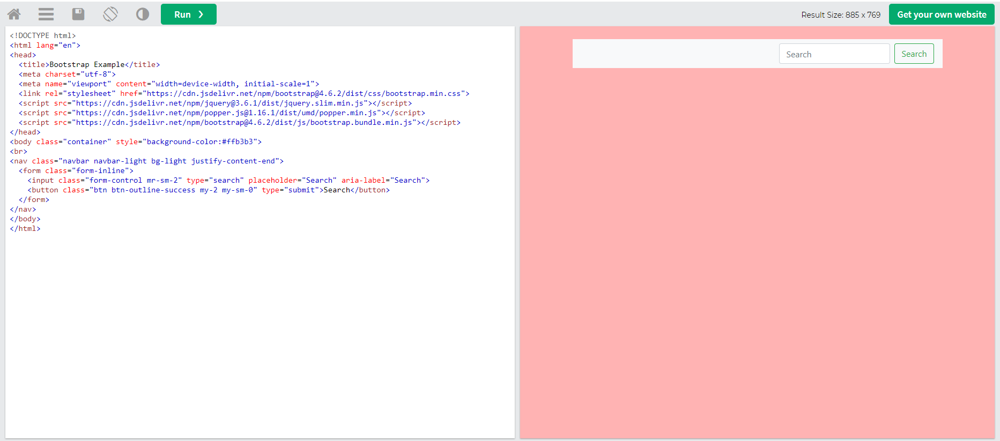 Run ❯
Result Size: 885 x 769
Get your own website
<!DOCTYPE html>
<html lang="en">
<head>
  <title>Bootstrap Example</title>
  <meta charset="utf-8">
  <meta name="viewport" content="width=device-width, initial-scale=1">
  <link rel="stylesheet" href="https://cdn.jsdelivr.net/npm/bootstrap@4.6.2/dist/css/bootstrap.min.css">
  <script src="https://cdn.jsdelivr.net/npm/jquery@3.6.1/dist/jquery.slim.min.js"></script>
  <script src="https://cdn.jsdelivr.net/npm/popper.js@1.16.1/dist/umd/popper.min.js"></script>
  <script src="https://cdn.jsdelivr.net/npm/bootstrap@4.6.2/dist/js/bootstrap.bundle.min.js"></script>
</head>
<body class="container" style="background-color:#ffb3b3">
<br>
<nav class="navbar navbar-light bg-light justify-content-end">
  <form class="form-inline">
    <input class="form-control mr-sm-2" type="search" placeholder="Search" aria-label="Search">
    <button class="btn btn-outline-success my-2 my-sm-0" type="submit">Search</button>
  </form>
</nav>
</body>
</html>
Search
Search